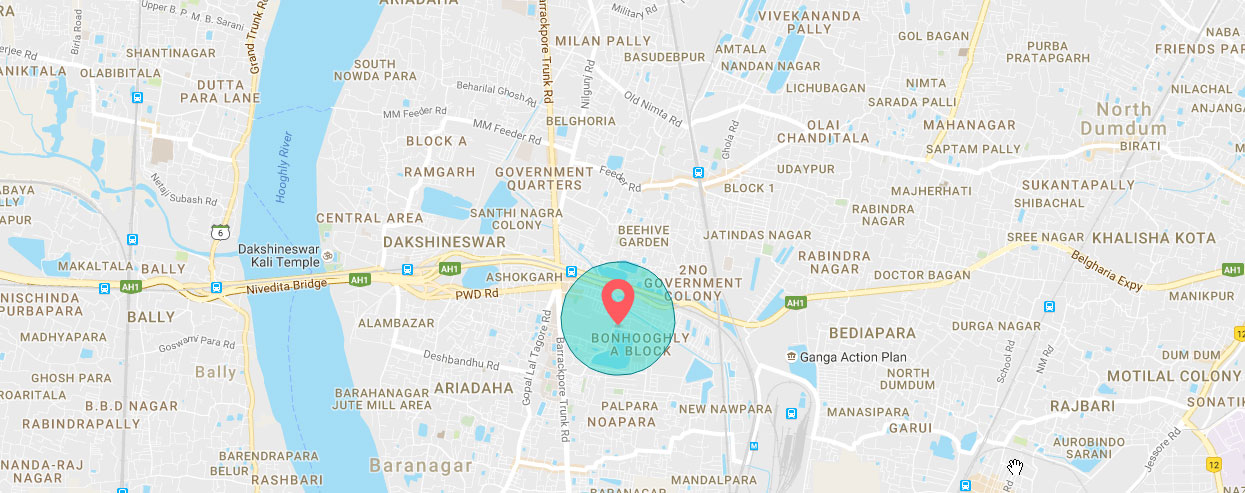 ARIADAHA
Upper B. P. M. B. Sarani
Birla Road
Grand Trunk Rd
Barrackpore Trunk Rd
Military Rd
VIVEKANANDA
PALLY
GOL BAGAN
NABA
FRIENDS PAR
PURBA
PRATAPGARH
MILAN PALLY
BASUDEBPUR
AMTALA
NANDAN NAGAR
SHANTINAGAR
OLABIBITALA
ANIKTALA
DUTTA
PARA LANE
SOUTH
NOWDA PARA
Beharilal Ghosh Rd
Nilgunj Rd
Old Nimta Rd
LICHUBAGAN
NIMTA
SARADA PALLI
NILACHAL
ANJANGA
North
Dumdum
BIRATI
MM Feeder Rd
MM Feeder Rd
BELGHORIA
OLAI
CHANDITALA
MAHANAGAR
SAPTAM PALLY
BLOCK A
Hooghly River
Ghola Rd
RAMGARH
GOVERNMENT
QUARTERS
Feeder Rd
BLOCK 1
UDAYPUR
MAJHERHATI
SUKANTAPALLY
SHIBACHAL
ABAYA
LLY
APUR
Netaji Subash Rd
6
CENTRAL AREA
SANTHI NAGRA
COLONY
RABINDRA
NAGAR
BEEHIVE
GARDEN
JATINDAS NAGAR
SREE NAGAR
KHALISHA KOTA
Dakshineswar
Kali Temple
DAKSHINESWAR
RABINDRA
NAGAR
MAKALTALA
BALLY
AH1
Nivedita Bridge
AH1
AH1
ASHOKGARH
PWD Rd
2NO
GOVERNMENT
COLONY
AH1
DOCTOR BAGAN
Belgharia Expy
AH1
MANIKPUR
NISCHINDA
PURBAPARA
BALLY
ALAMBAZAR
BONHOOGHLY
A BLOCK
BEDIAPARA
DURGA NAGAR
12
MADHYAPARA
Goswami Para Rd
Deshbandhu Rd
Gopal Lal Tagore Rd
Barrackpore Trunk Rd
Ganga Action Plan
School Rd
NM Rd
DUM DUM
MOTILAL COLONY
Bally
GHOSH PARA
ROARITALA
ARIADAHA
NORTH
DUMDUM
B.B.D NAGAR
BARAHANAGAR
JUTE MILL AREA
PALPARA
NOAPARA
NEW NAWPARA
MANASIPARA
GARUI
RAJBARI
SONATIK
RABINDRAPALLY
AUROBINDO
SARANI
Jessore Rd
BARENDRAPARA
BELUR
RASHBARI
Baranagar
NANDA-RAJ
NAGAR
BARANAGAR
MANDALPARA
M
12